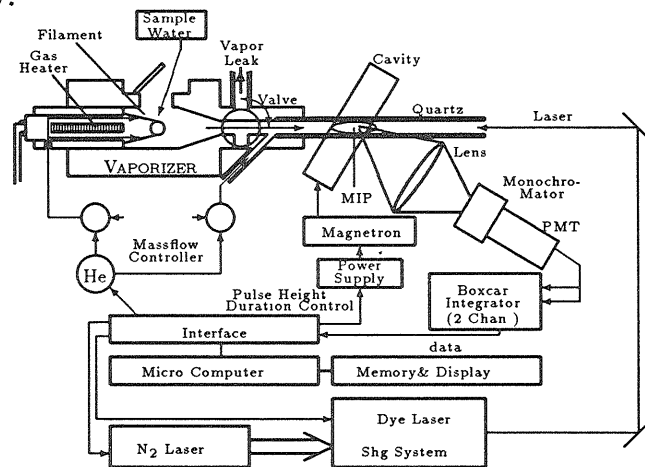 Sample
Water
Filament
Gas
Heater
Vapor
Leak
Cavity
Valve
Quartz
Laser
Lens
VAPORIZER
MIP
Monochro-
Mator
PMT
Magnetron
Massflow
Controller
He
Power
Supply
Pulse Height
Duration Control
Boxcar
Integrator
(2 Chan )
Interface
data
Micro Computer
Memory& Display
Dye Laser
Shg System
N2 Laser